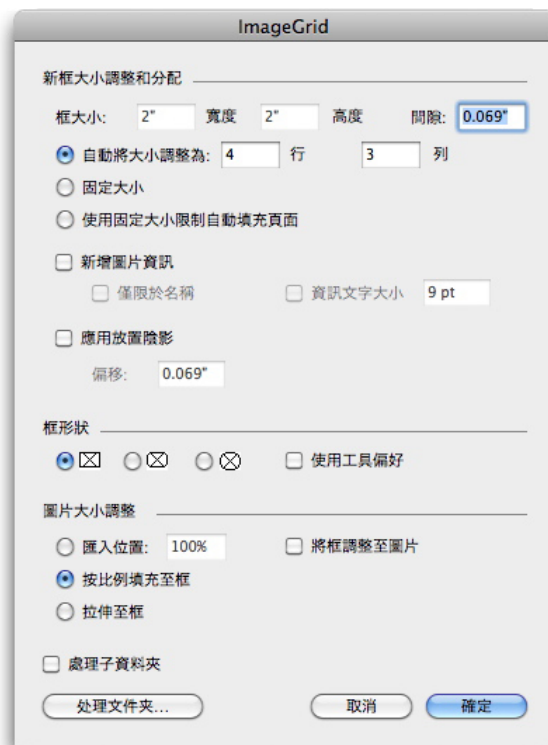 ImageGrid
新框大小調整和分配
框大小: 2" 寬度 2" 高度 間隙: 0.069"
自動將大小調整為: 4 行 3 列
固定大小
使用固定大小限制自動填充頁面
新增圖片資訊
僅限於名稱 資訊文字大小 9 pt
應用放置陰影
偏移: 0.069"
框形狀
使用工具偏好
圖片大小調整
匯入位置: 100% 將框調整至圖片
按比例填充至框
拉伸至框
處理子資料夾
处理文件夹... 取消 確定